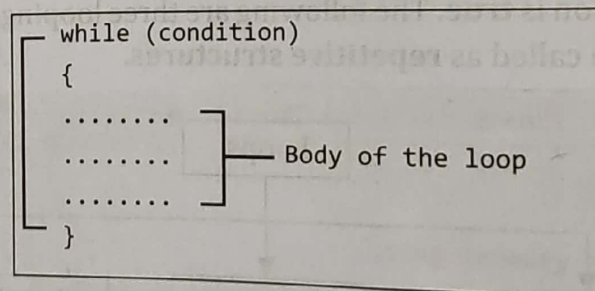 while (condition)
{
........
........ Body of the loop
........
}